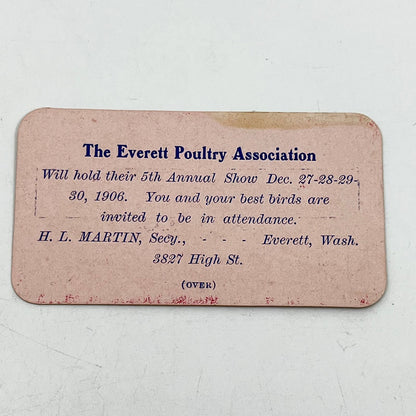 The Everett Poultry Association
Will hold their 5th Annual Show Dec. 27-28-29-
30, 1906. You and your best birds are
invited to be in attendance.
H. L. MARTIN, Secy., - - - Everett, Wash.
3827 High St.
(OVER)